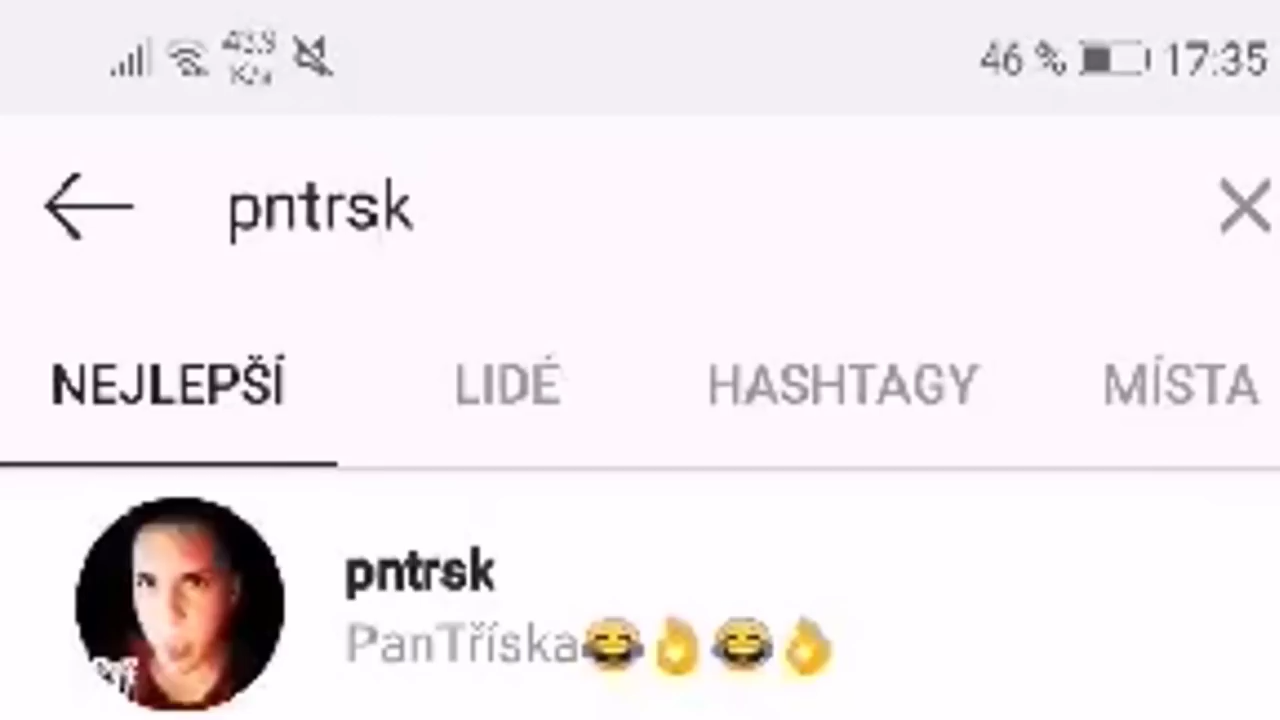 46 % 17:35
pntrsk
NEJLEPŠÍ LIDÉ HASHTAGY MÍSTA
pntrsk
PanTříska😂👌😂👌